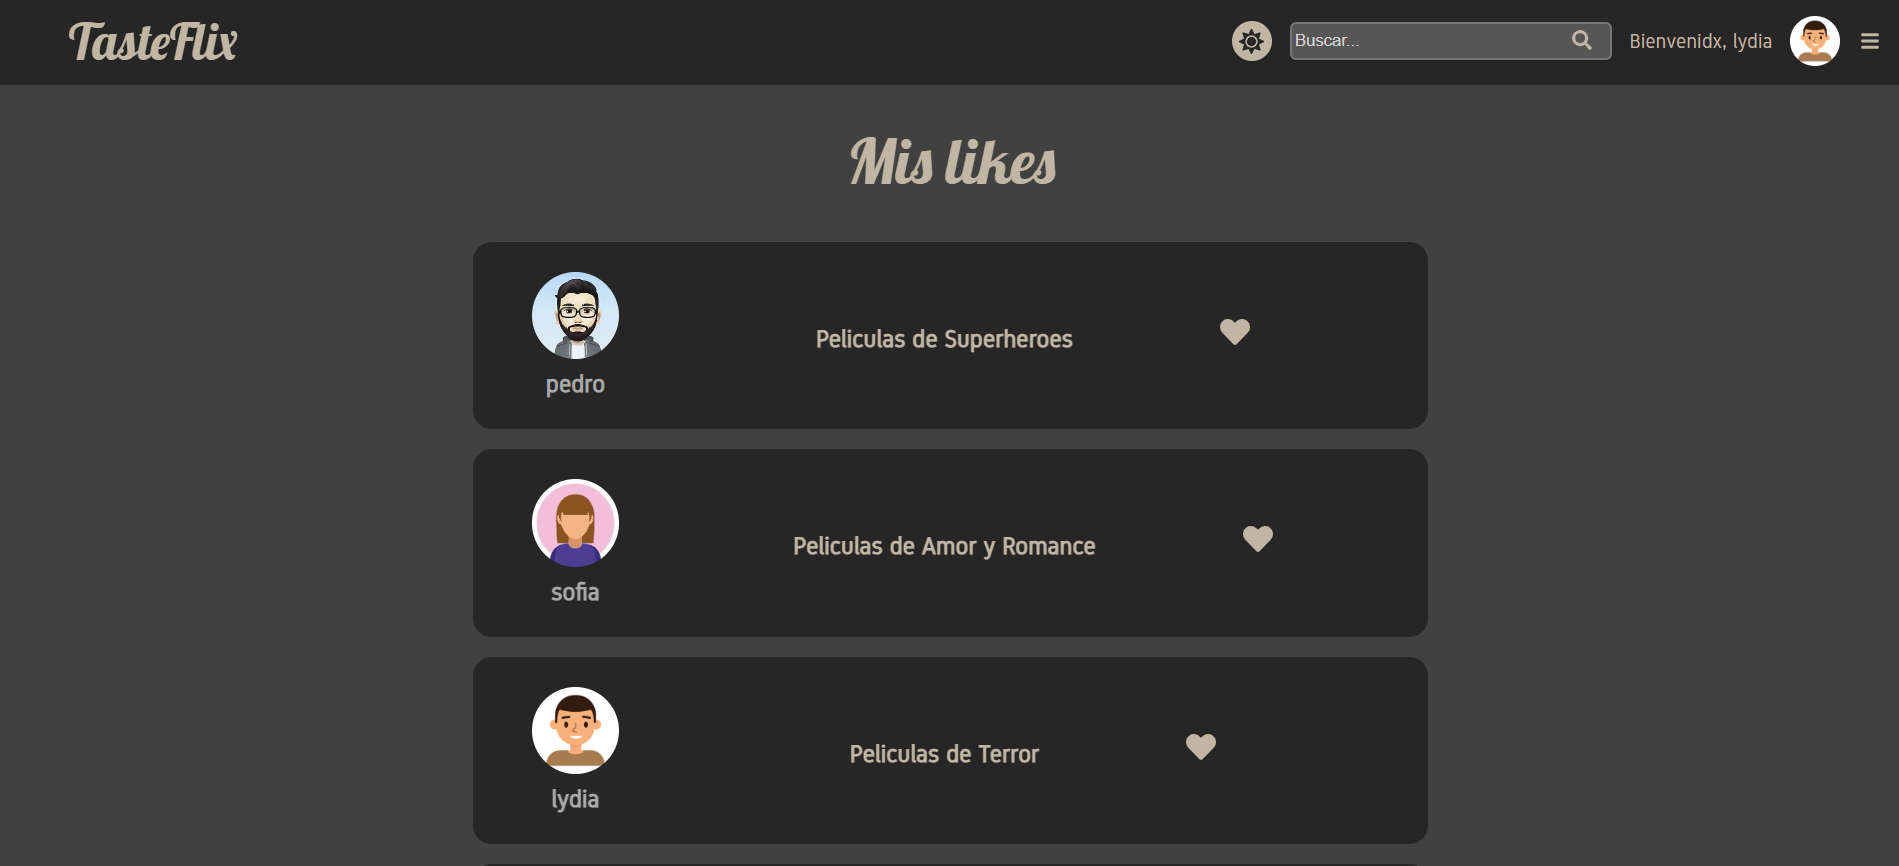 TasteFlix
Buscar...
Bienvenidx, lydia
Mis likes
Peliculas de Superheroes
pedro
Peliculas de Amor y Romance
sofia
Peliculas de Terror
lydia